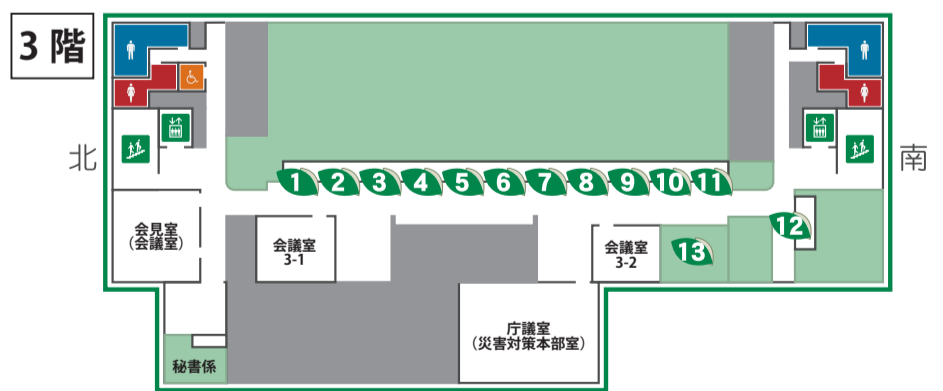 3 階
北
南
1 2 3 4 5 6 7 8 9 10 11
12
会見室
(会議室)
会議室
3-1
会議室
3-2
13
庁議室
(災害対策本部室)
秘書係